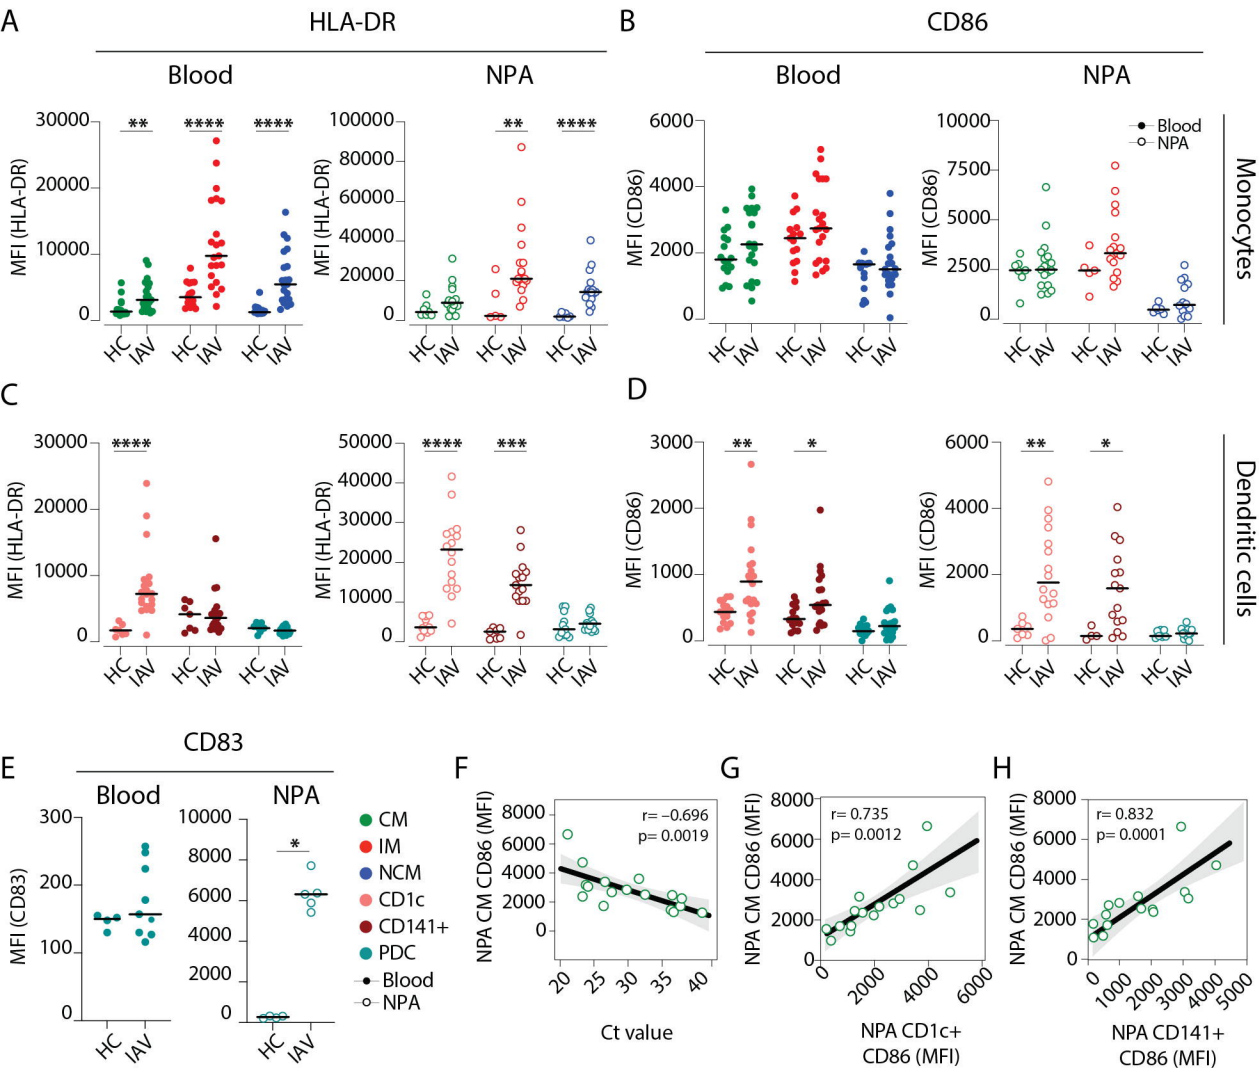 A
HLA-DR
B
CD86
Blood
NPA
Blood
NPA
MFI (HLA-DR)
30000
20000
10000
0
** **** ****
HC IAV HC IAV HC IAV
MFI (HLA-DR)
100000
80000
60000
40000
20000
0
** ****
HC IAV HC IAV HC IAV
MFI (CD86)
6000
4000
2000
0
HC IAV HC IAV HC IAV
MFI (CD86)
10000
7500
5000
2500
0
Blood
NPA
HC IAV HC IAV HC IAV
Monocytes
C
D
MFI (HLA-DR)
30000
20000
10000
0
****
HC IAV HC IAV HC IAV
MFI (HLA-DR)
50000
40000
30000
20000
10000
0
**** ***
HC IAV HC IAV HC IAV
MFI (CD86)
3000
2000
1000
0
** *
HC IAV HC IAV HC IAV
MFI (CD86)
6000
4000
2000
0
** *
HC IAV HC IAV HC IAV
Dendritic cells
E
CD83
Blood
NPA
MFI (CD83)
300
200
100
0
HC IAV
10000
8000
6000
4000
2000
0
*
HC IAV
CM
IM
NCM
CD1c
CD141+
PDC
Blood
NPA
F
NPA CM CD86 (MFI)
8000
6000
4000
2000
0
r= −0.696
p= 0.0019
20 25 30 35 40
Ct value
G
NPA CM CD86 (MFI)
8000
6000
4000
2000
0
r= 0.735
p= 0.0012
0 2000 4000 6000
NPA CD1c+
CD86 (MFI)
H
NPA CM CD86 (MFI)
8000
6000
4000
2000
0
r= 0.832
p= 0.0001
0 1000 2000 3000 4000 5000
NPA CD141+
CD86 (MFI)